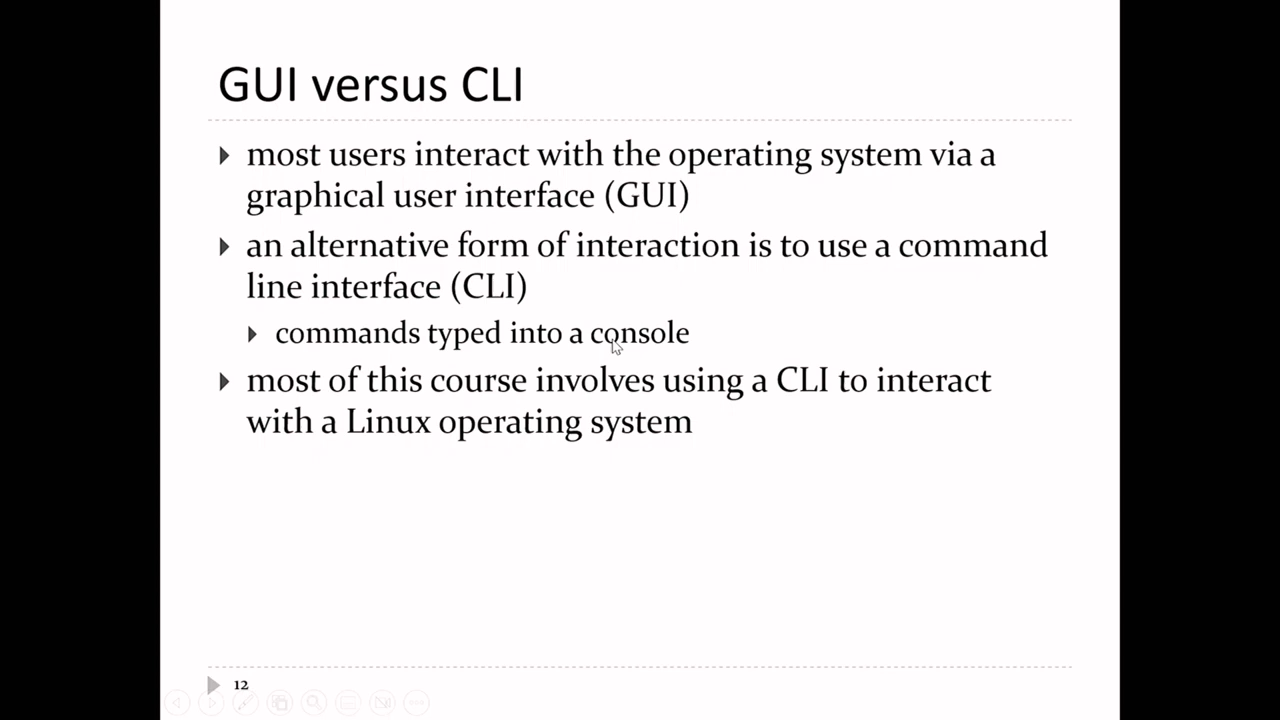 GUI versus CLI
most users interact with the operating system via a
graphical user interface (GUI)
an alternative form of interaction is to use a command
line interface (CLI)
commands typed into a console
most of this course involves using a CLI to interact
with a Linux operating system
12